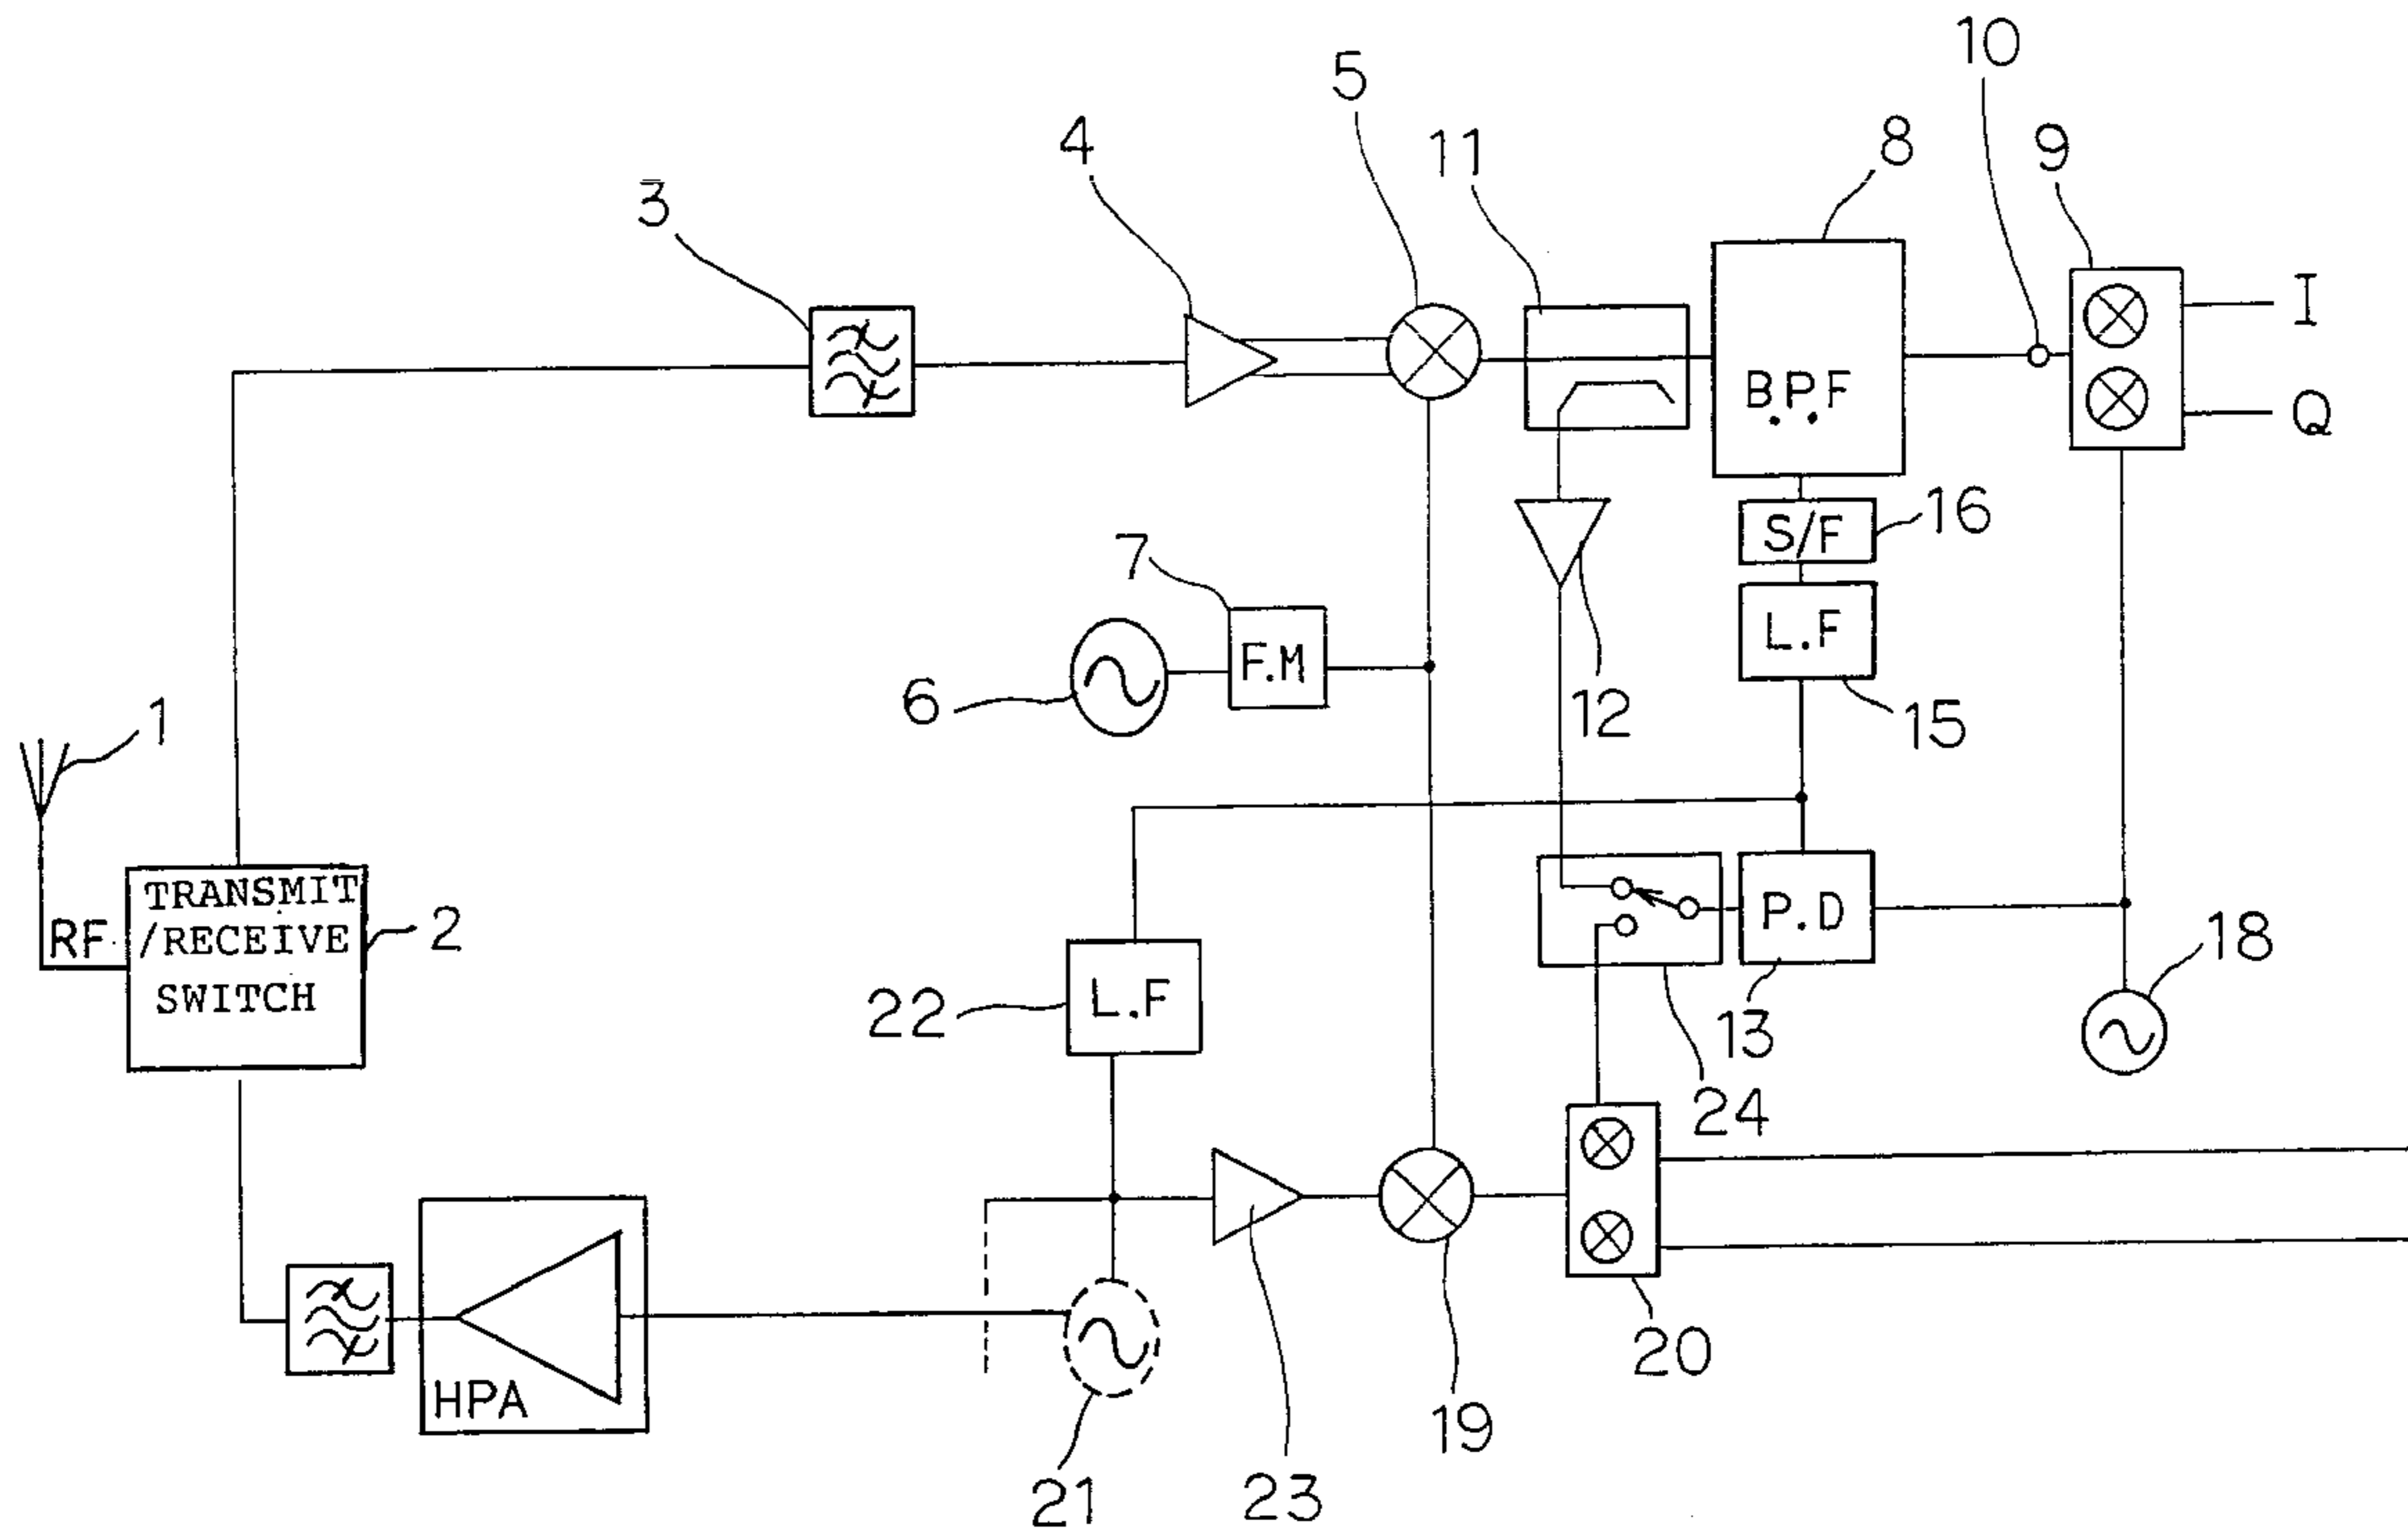 10
5
4
11
8
9
3
I
B.P.F
Q
S/F
16
7
F.M
L.F
6
12
15
1
TRANSMIT
/RECEIVE
SWITCH
RF
2
P.D
18
L.F
22
13
24
HPA
20
19
21
23